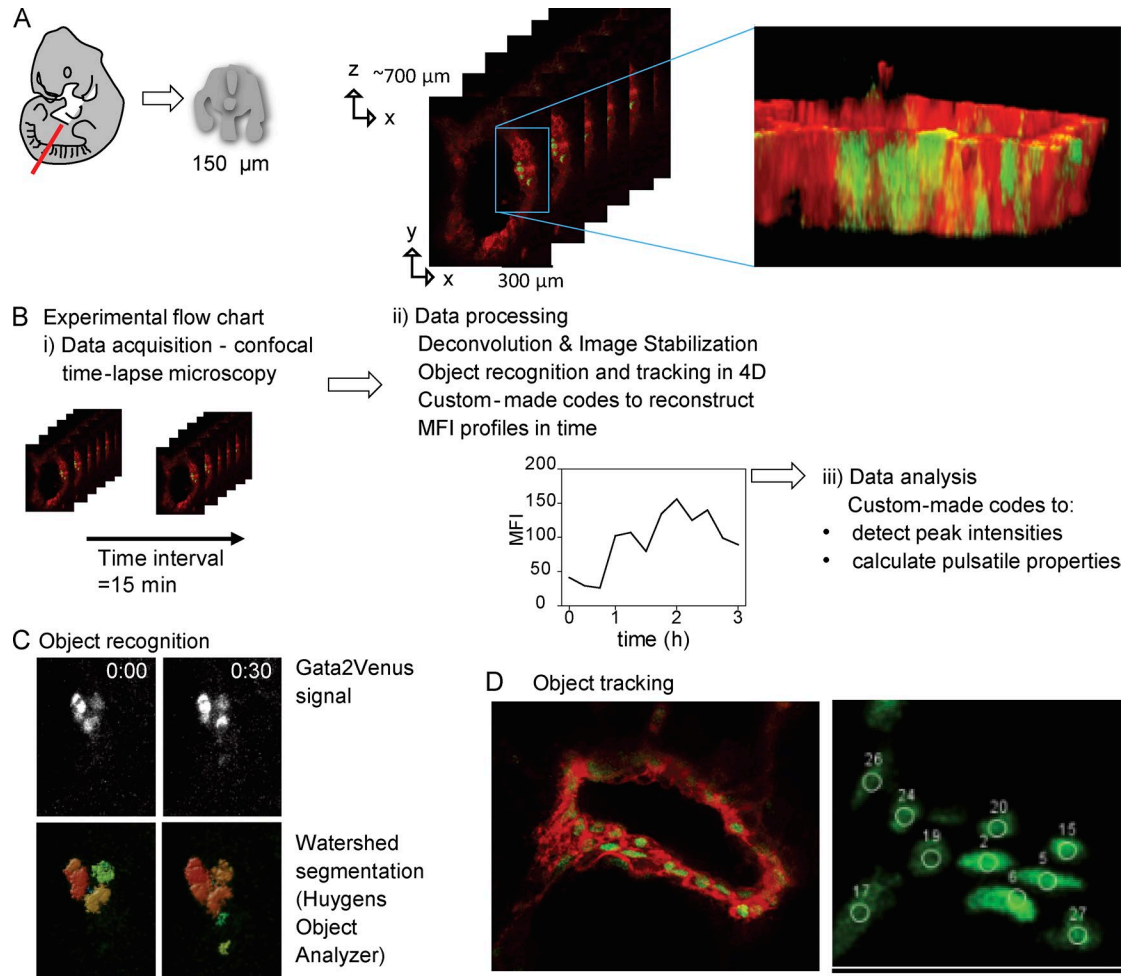 A
150 µm
z
~700 µm
x
y
x
300 µm
B Experimental flow chart
i) Data acquisition - confocal
time-lapse microscopy
Time interval
=15 min
ii) Data processing
Deconvolution & Image Stabilization
Object recognition and tracking in 4D
Custom-made codes to reconstruct
MFI profiles in time
200
150
100
50
0
MFI
0 1 2 3
time (h)
iii) Data analysis
Custom-made codes to:
• detect peak intensities
• calculate pulsatile properties
C Object recognition
0:00
0:30
Gata2Venus
signal
Watershed
segmentation
(Huygens
Object
Analyzer)
D Object tracking
26
24
20
19
2
15
5
6
17
27